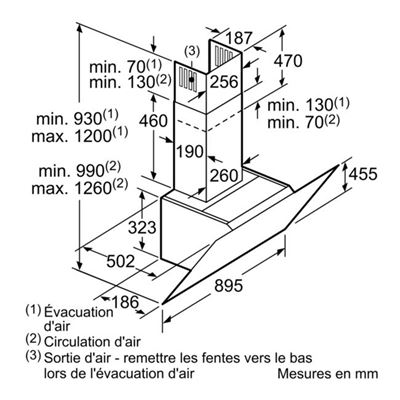 187
(3)
470
min. 70(1)
min. 130(2)
256
min. 930(1)
max. 1200(1)
460
min. 130(1)
min. 70(2)
190
min. 990(2)
max. 1260(2)
260
455
323
502
186
895
(1) Évacuation
d'air
(2) Circulation d'air
(3) Sortie d'air - remettre les fentes vers le bas
lors de l'évacuation d'air Mesures en mm